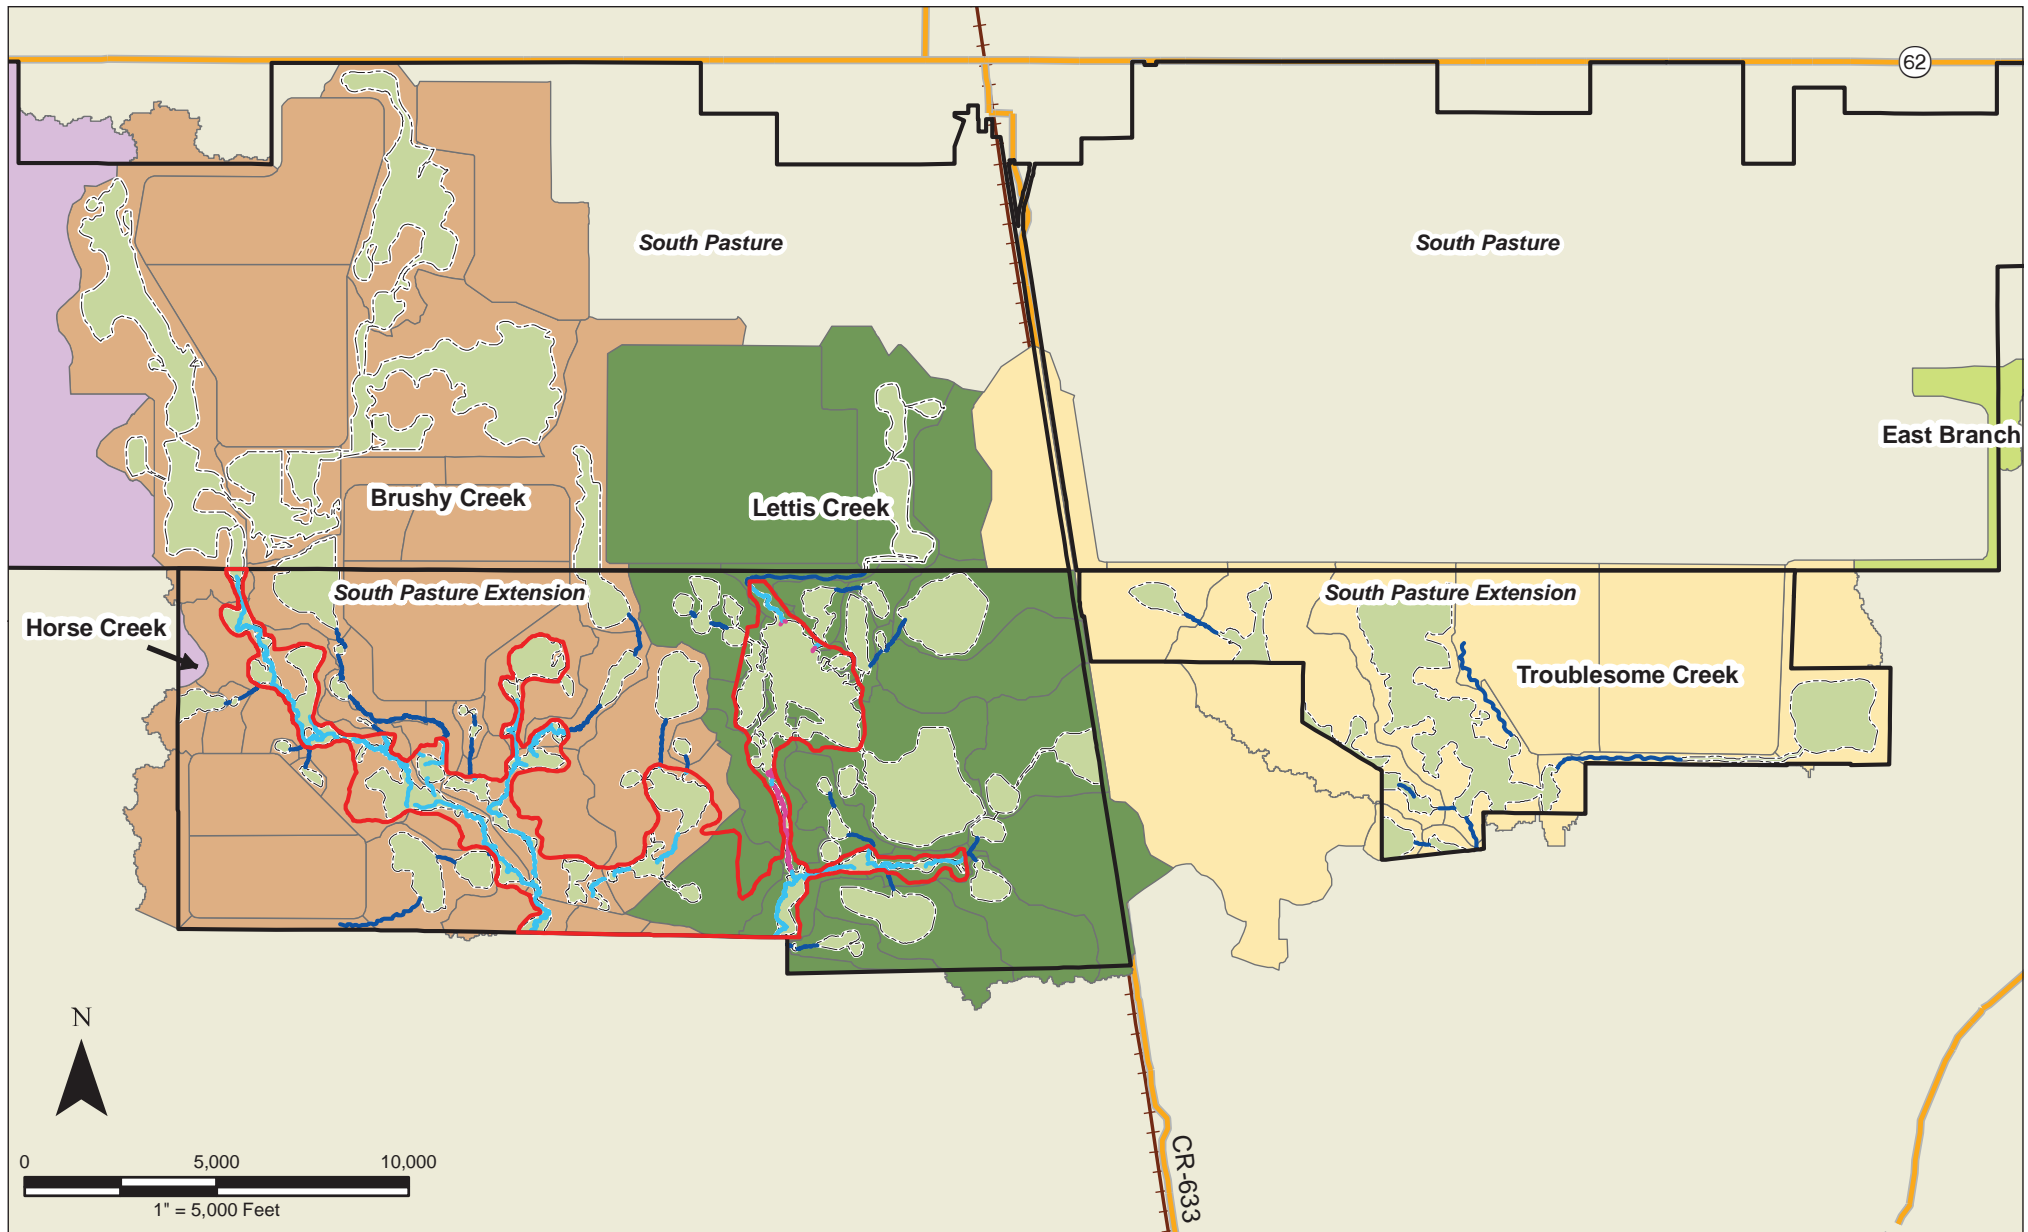 62
South Pasture
South Pasture
East Branch
Brushy Creek
Lettis Creek
South Pasture Extension
South Pasture Extension
Horse Creek
Troublesome Creek
N
CR-633
0 5,000 10,000
1" = 5,000 Feet